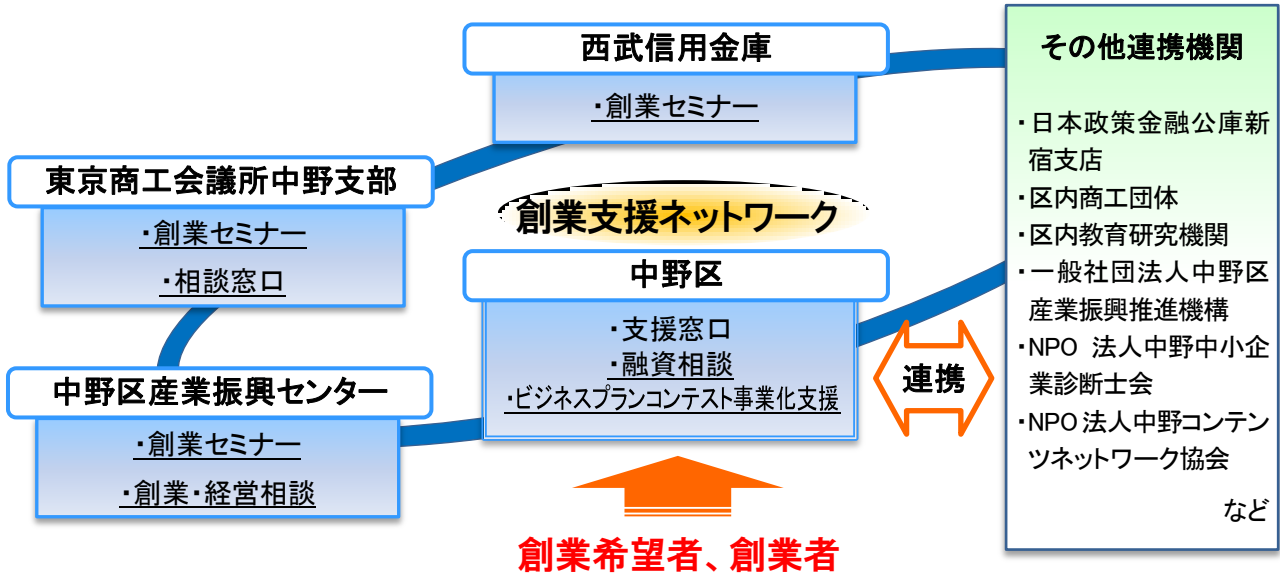 西武信用金庫
・創業セミナー
東京商工会議所中野支部
・創業セミナー
・相談窓口
創業支援ネットワーク
中野区
・支援窓口
・融資相談
・ビジネスプランコンテスト事業化支援
中野区産業振興センター
・創業セミナー
・創業・経営相談
連携
創業希望者、創業者
その他連携機関
・日本政策金融公庫新
宿支店
・区内商工団体
・区内教育研究機関
・一般社団法人中野区
産業振興推進機構
・NPO 法人中野中小企
業診断士会
・NPO法人中野コンテン
ツネットワーク協会
など